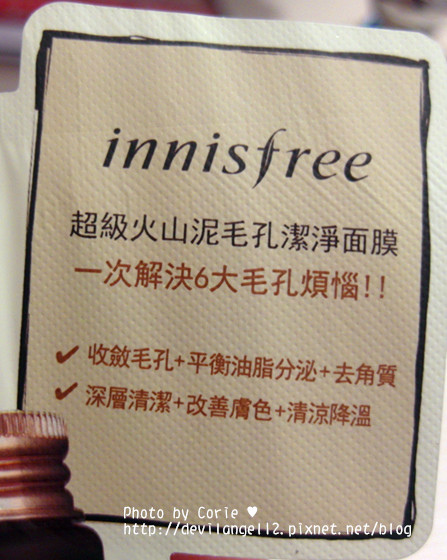 innisfree
超級火山泥毛孔潔淨面膜
一次解決6大毛孔煩惱!!
✔ 收斂毛孔+平衡油脂分泌+去角質
✔ 深層清潔+改善膚色+清涼降溫
Photo by Corie ♥
http://devilangel12.pixnet.net/blog